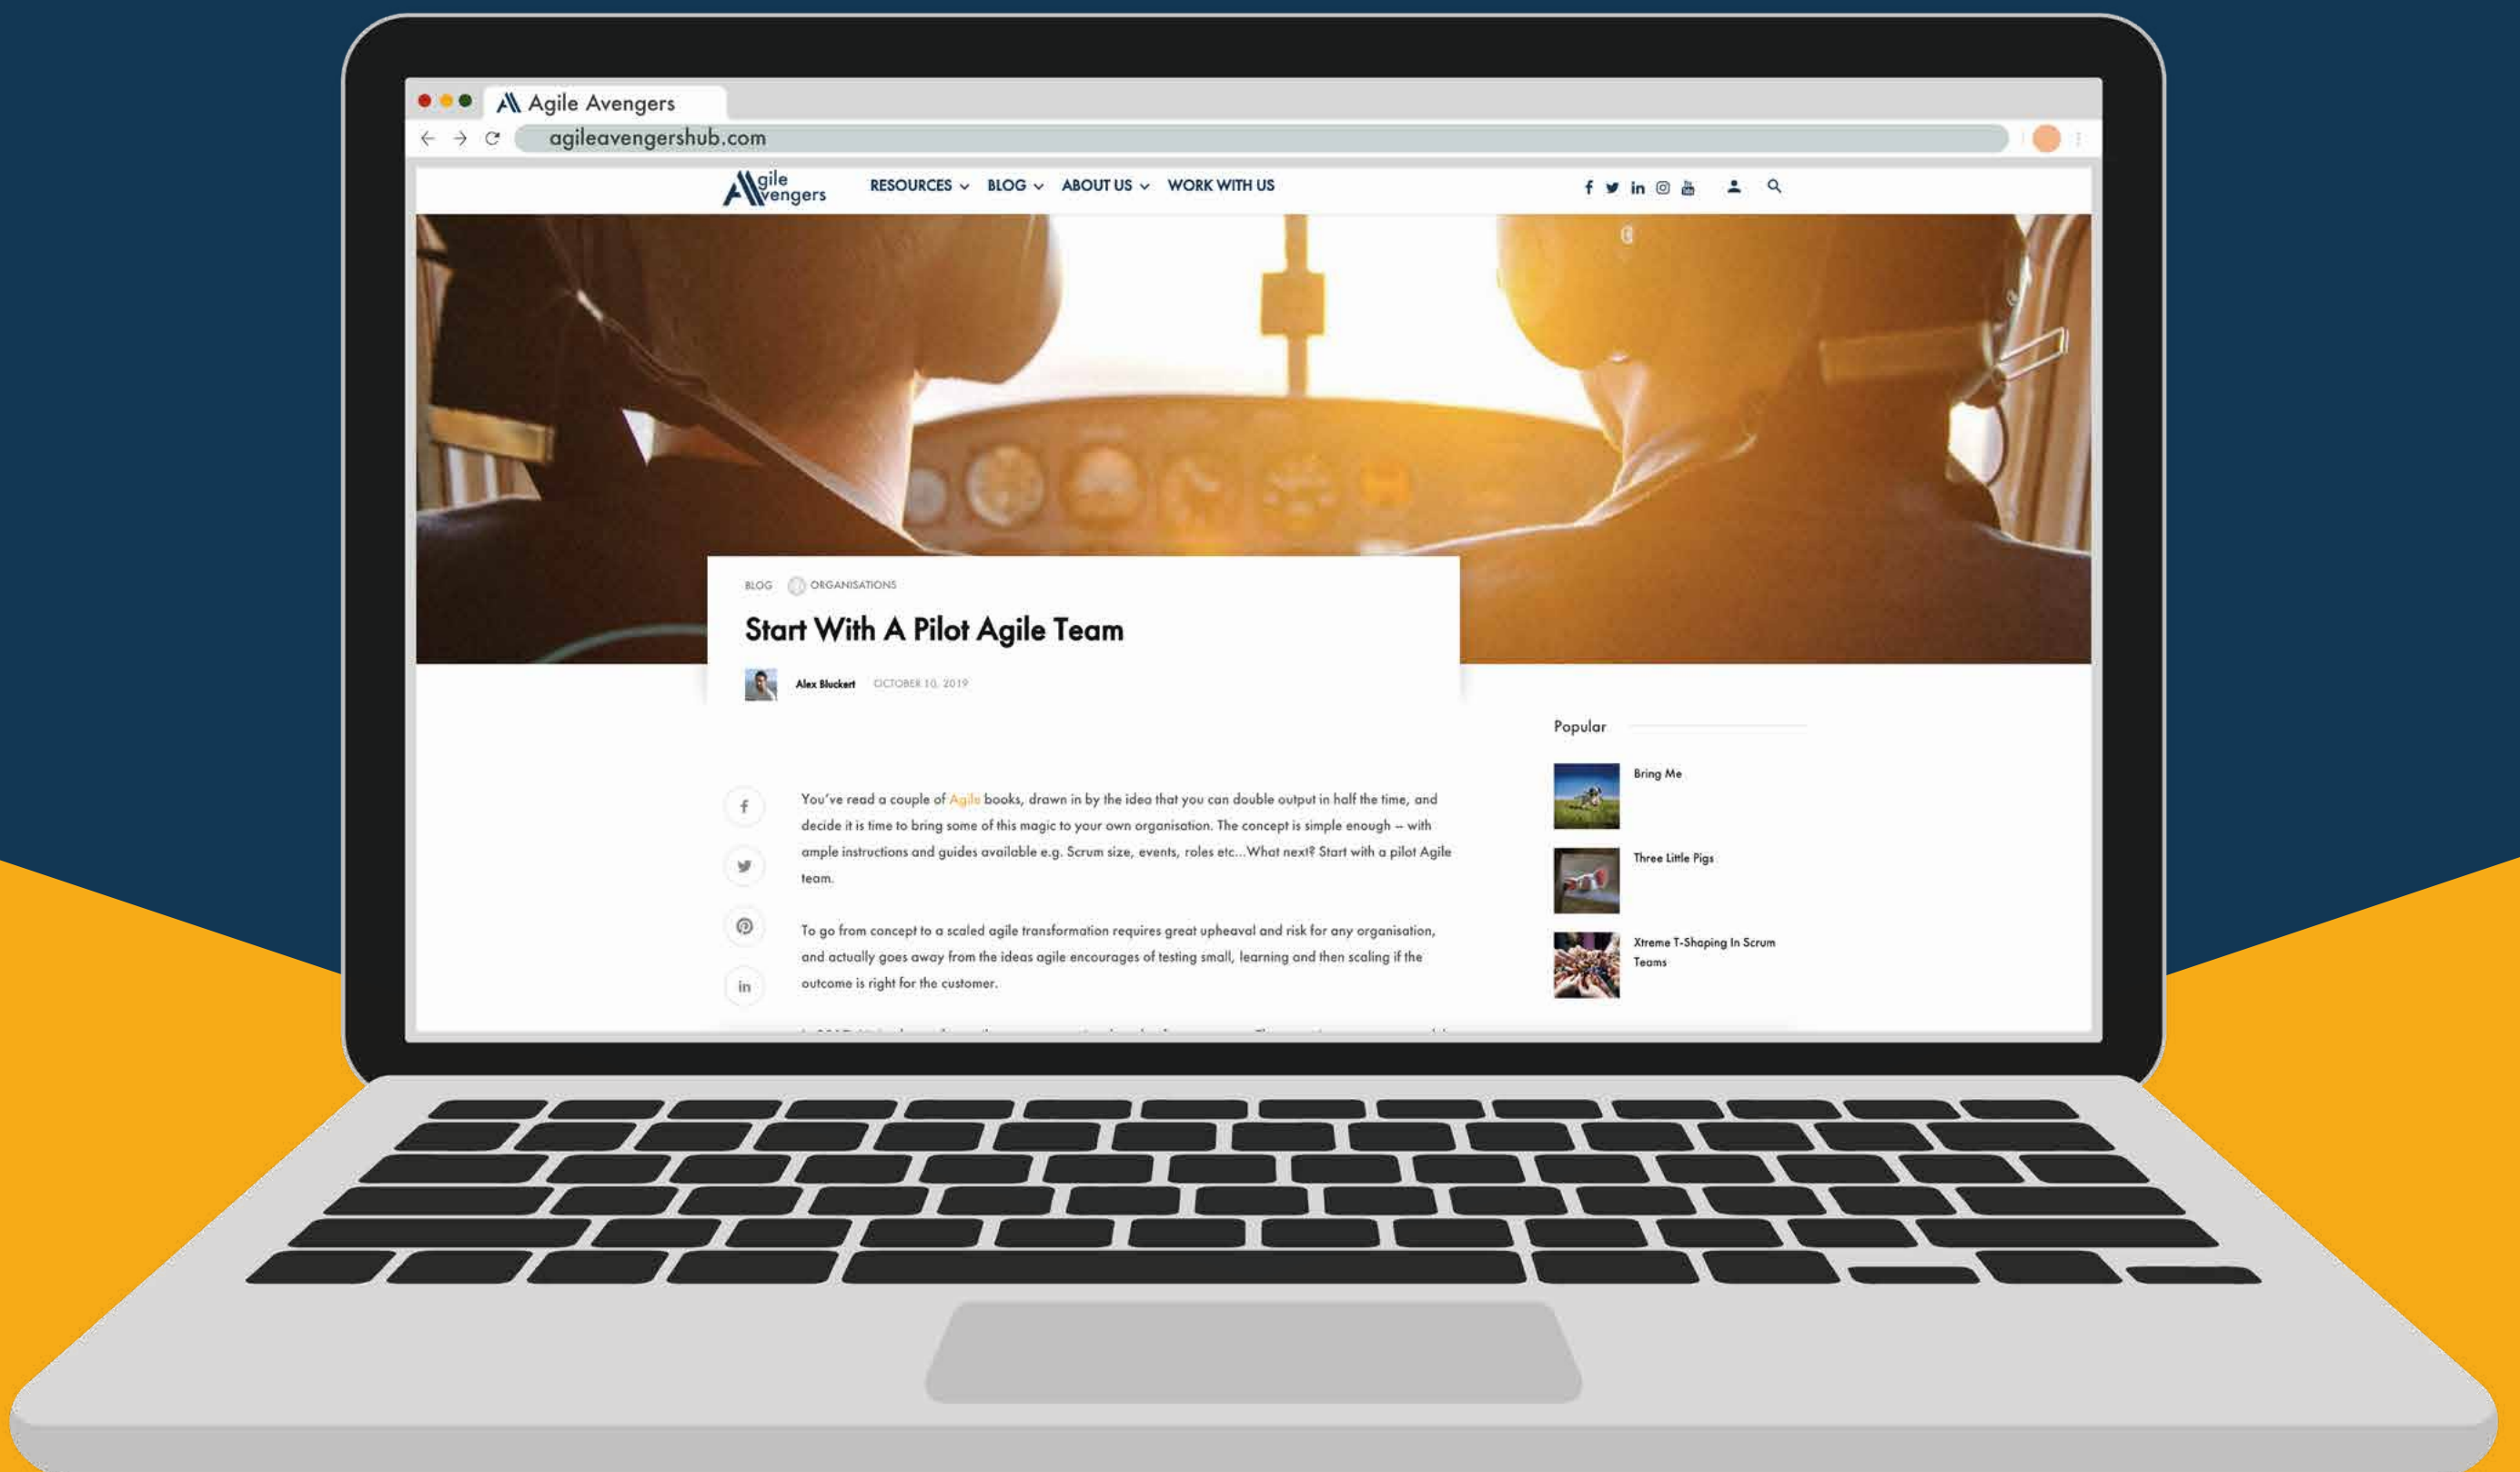 Agile Avengers
agileavengershub.com
Agile
Avengers
RESOURCES
BLOG
ABOUT US
WORK WITH US
BLOG ORGANISATIONS
Start With A Pilot Agile Team
Alex Bluckert OCTOBER 10, 2019
You've read a couple of Agile books, drawn in by the idea that you can double output in half the time, and
decide it is time to bring some of this magic to your own organisation. The concept is simple enough – with
ample instructions and guides available e.g. Scrum size, events, roles etc...What next? Start with a pilot Agile
team.
To go from concept to a scaled agile transformation requires great upheaval and risk for any organisation,
and actually goes away from the ideas agile encourages of testing small, learning and then scaling if the
outcome is right for the customer.
Popular
Bring Me
Three Little Pigs
Xtreme T-Shaping In Scrum
Teams